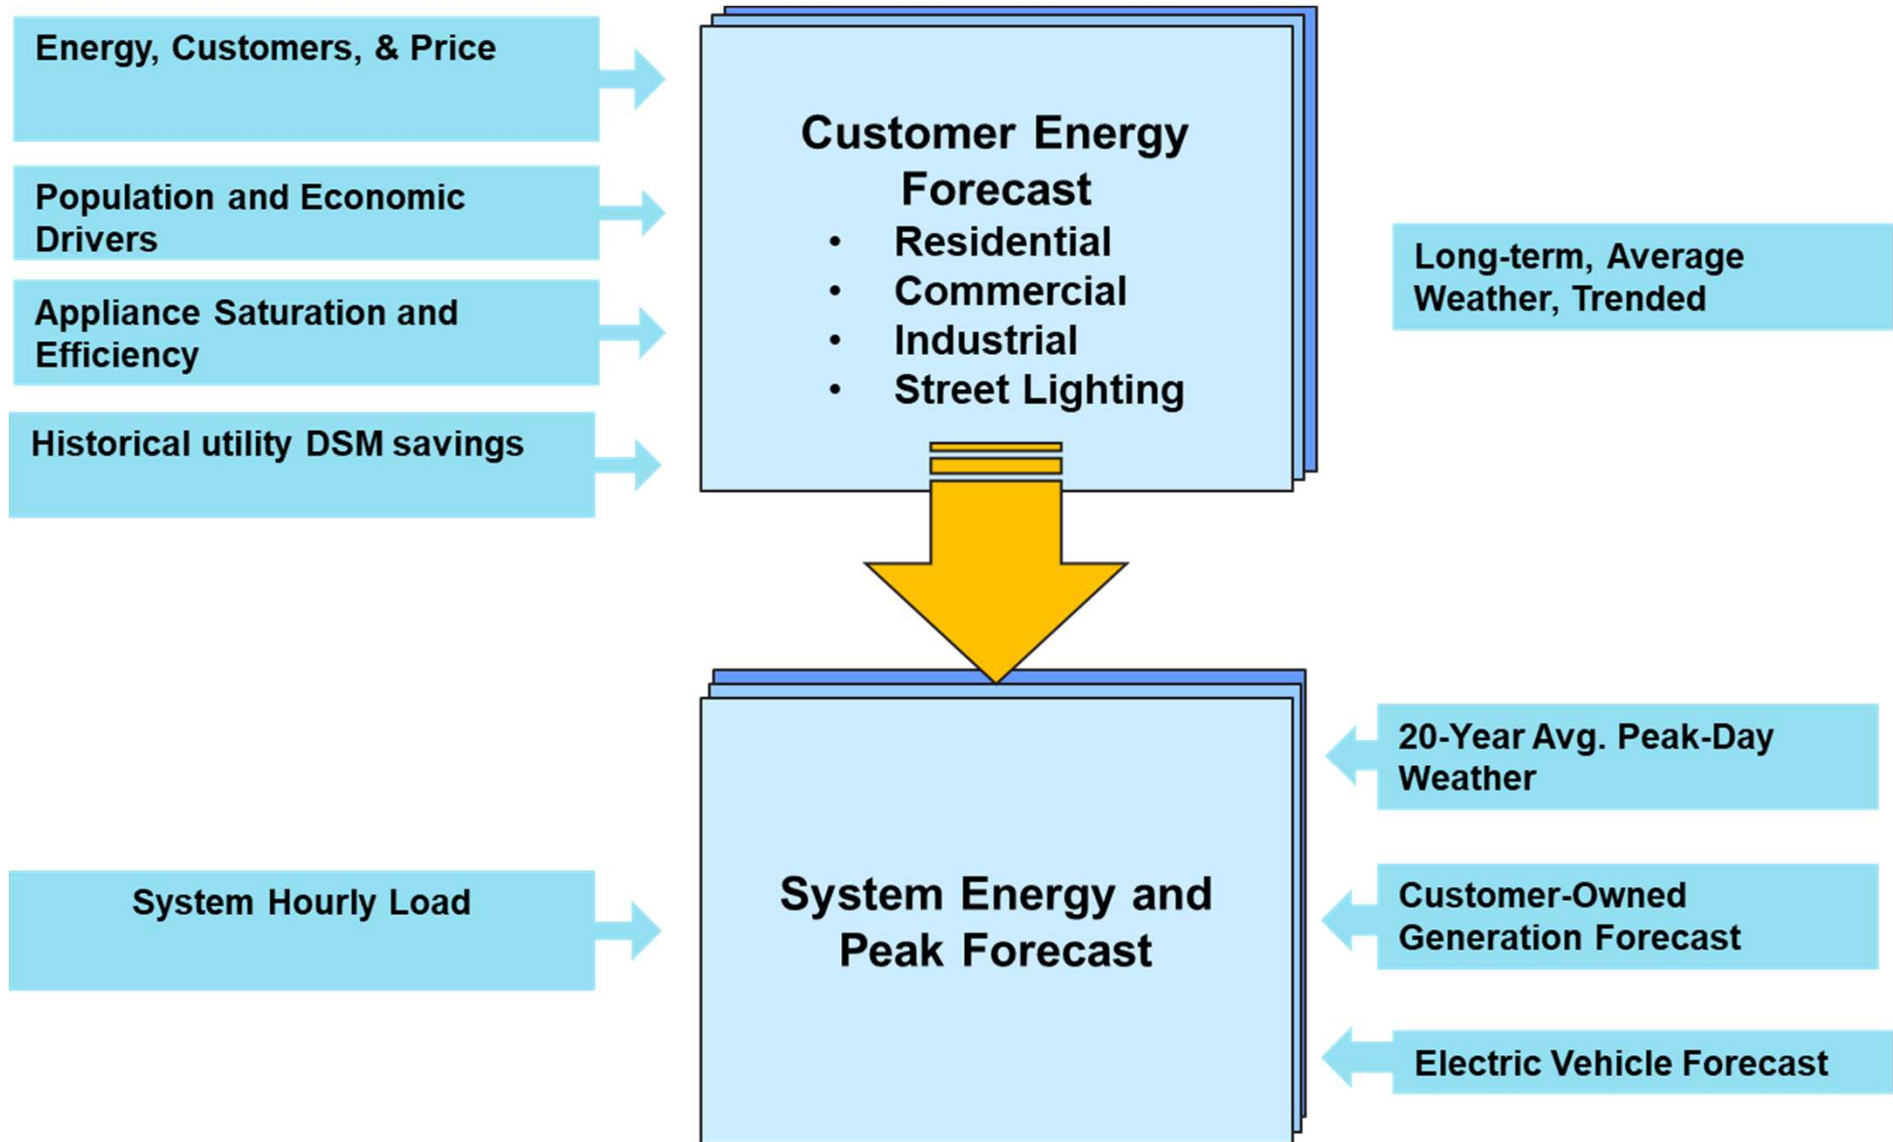 Energy, Customers, & Price
Population and Economic
Drivers
Appliance Saturation and
Efficiency
Historical utility DSM savings
Customer Energy
Forecast
• Residential
• Commercial
• Industrial
• Street Lighting
Long-term, Average
Weather, Trended
System Hourly Load
System Energy and
Peak Forecast
20-Year Avg. Peak-Day
Weather
Customer-Owned
Generation Forecast
Electric Vehicle Forecast